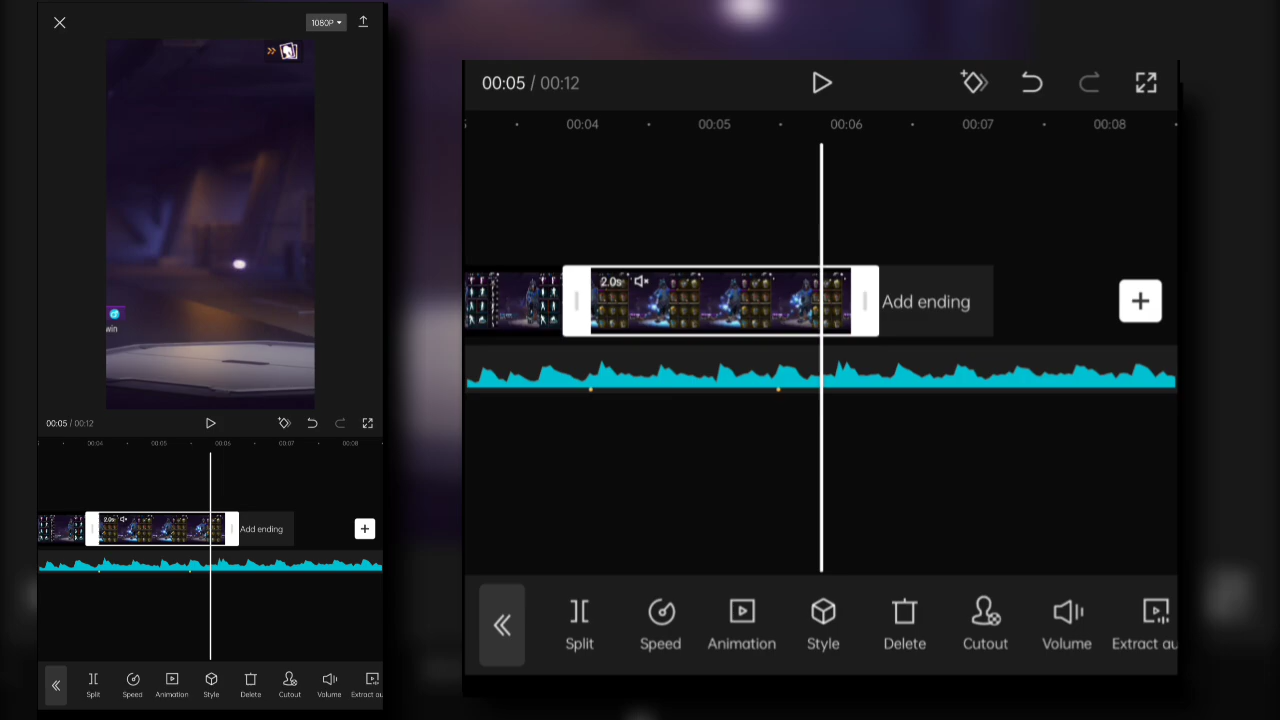 1080P
win
00:05 / 00:12
00:04 00:05 00:06 00:07 00:08
2.0s
Add ending
Split Speed Animation Style Delete Cutout Volume Extract au
00:05 / 00:12
00:04 00:05 00:06 00:07 00:08
2.0s
Add ending
Split Speed Animation Style Delete Cutout Volume Extract au